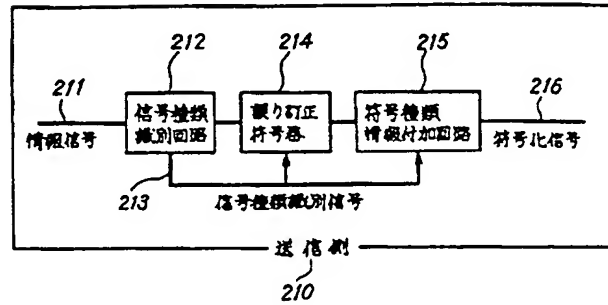 212
214
215
211
216
信号種類
識別回路
誤り訂正
符号器
符号種類
情報付加回路
情報信号
符号化信号
213
信号種類識別信号
送信側
210